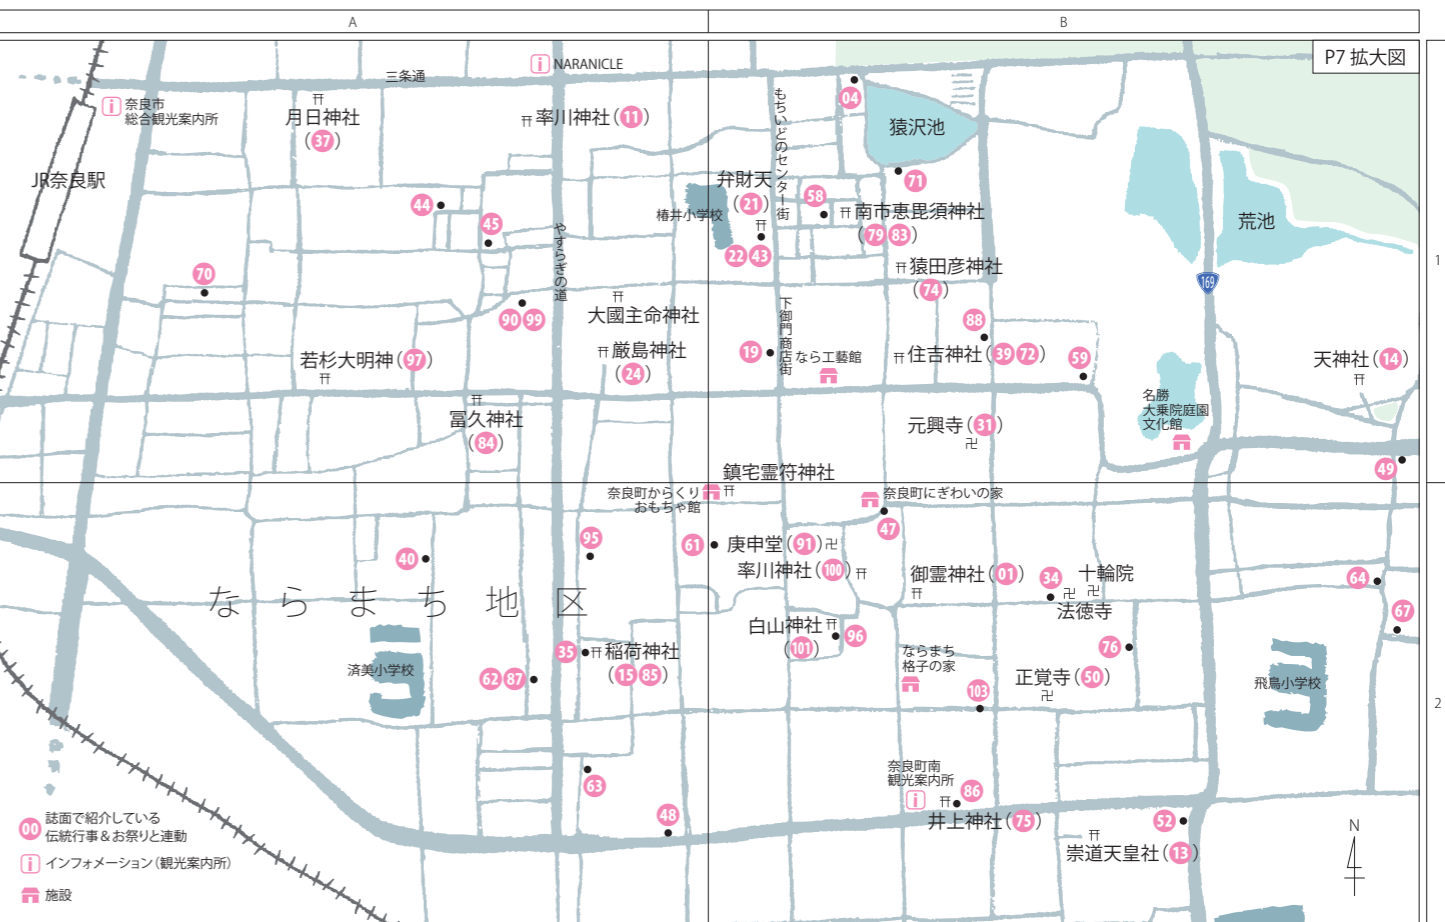 A
B
P7 拡大図
NARANICLE
三条通
奈良市
総合観光案内所
月日神社
(37)
率川神社(11)
04
もちいどのセンター街
猿沢池
JR奈良駅
弁財天
(21)
58
71
44
45
椿井小学校
南市恵毘須神社
(79 83)
荒池
22 43
やすらぎの道
猿田彦神社
(74)
169
1
70
90 99
大國主命神社
下御門商店街
88
若杉大明神(97)
厳島神社
(24)
19
なら工藝館
住吉神社(39 72)
59
天神社(14)
名勝
大乗院庭園
文化館
冨久神社
(84)
元興寺(31)
49
鎮宅霊符神社
奈良町からくり
おもちゃ館
奈良町にぎわいの家
47
95
40
61
庚申堂(91)
率川神社(100)
御霊神社(01)
34
十輪院
法徳寺
64
67
ならまち地区
白山神社
(101)
96
35
稲荷神社
(15 85)
ならまち
格子の家
76
済美小学校
62 87
103
正覚寺(50)
飛鳥小学校
2
63
奈良町南
観光案内所
86
48
井上神社(75)
52
崇道天皇社(13)
N
00 誌面で紹介している
伝統行事&お祭りと連動
インフォメーション(観光案内所)
施設